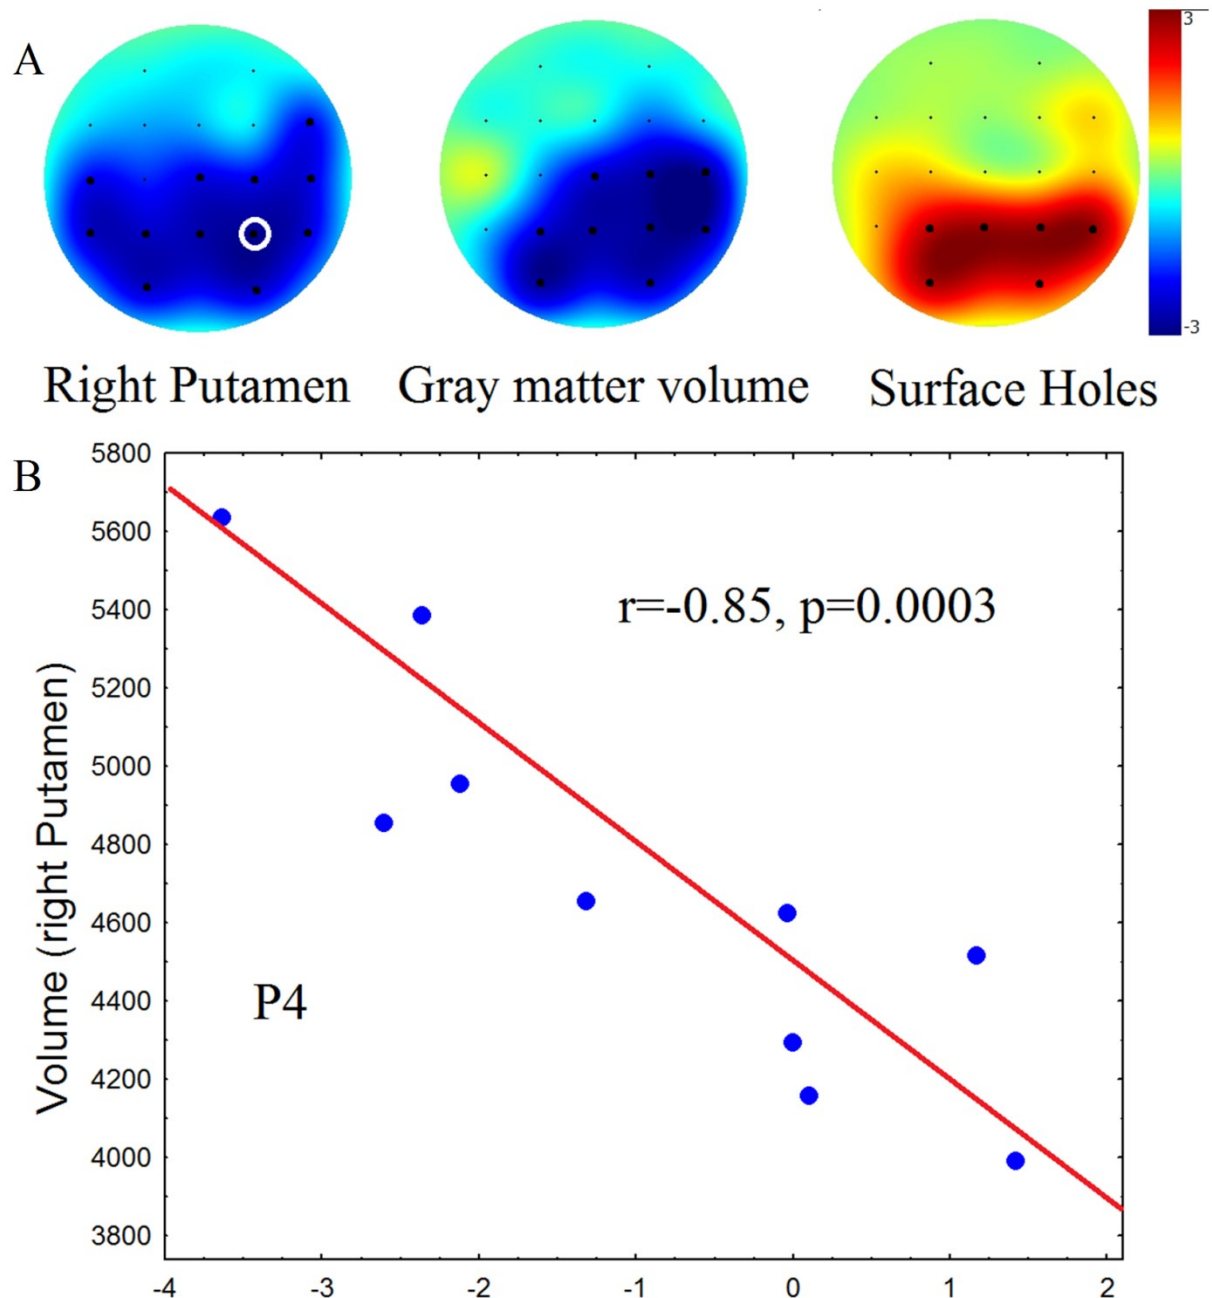 A
3
-3
Right Putamen
Gray matter volume
Surface Holes
B
5800
5600
5400
5200
5000
4800
4600
4400
4200
4000
3800
Volume (right Putamen)
r=-0.85, p=0.0003
P4
-4 -3 -2 -1 0 1 2